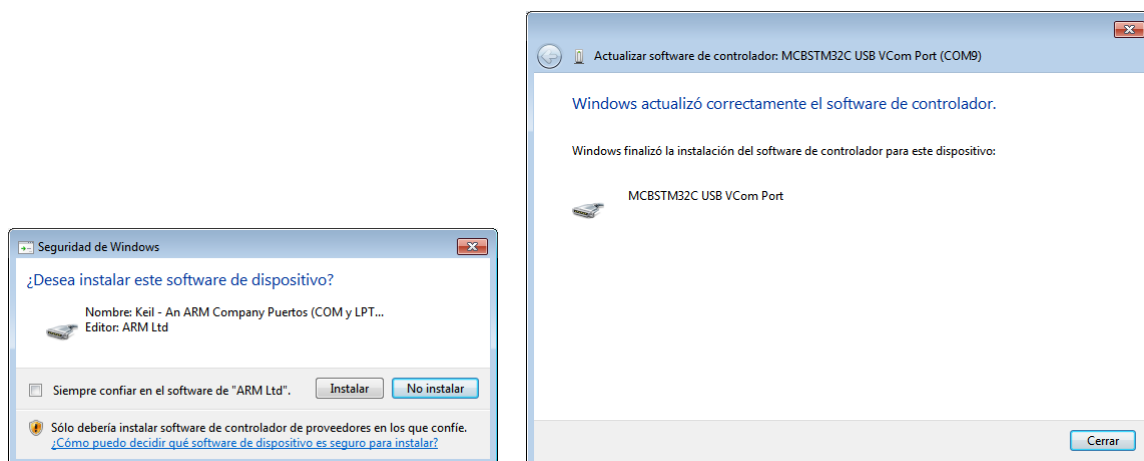 Seguridad de Windows
¿Desea instalar este software de dispositivo?
Nombre: Keil - An ARM Company Puertos (COM y LPT...
Editor: ARM Ltd
Siempre confiar en el software de "ARM Ltd".
Instalar
No instalar
Sólo debería instalar software de controlador de proveedores en los que confíe.
¿Cómo puedo decidir qué software de dispositivo es seguro para instalar?
Actualizar software de controlador: MCBSTM32C USB VCom Port (COM9)
Windows actualizó correctamente el software de controlador.
Windows finalizó la instalación del software de controlador para este dispositivo:
MCBSTM32C USB VCom Port
Cerrar